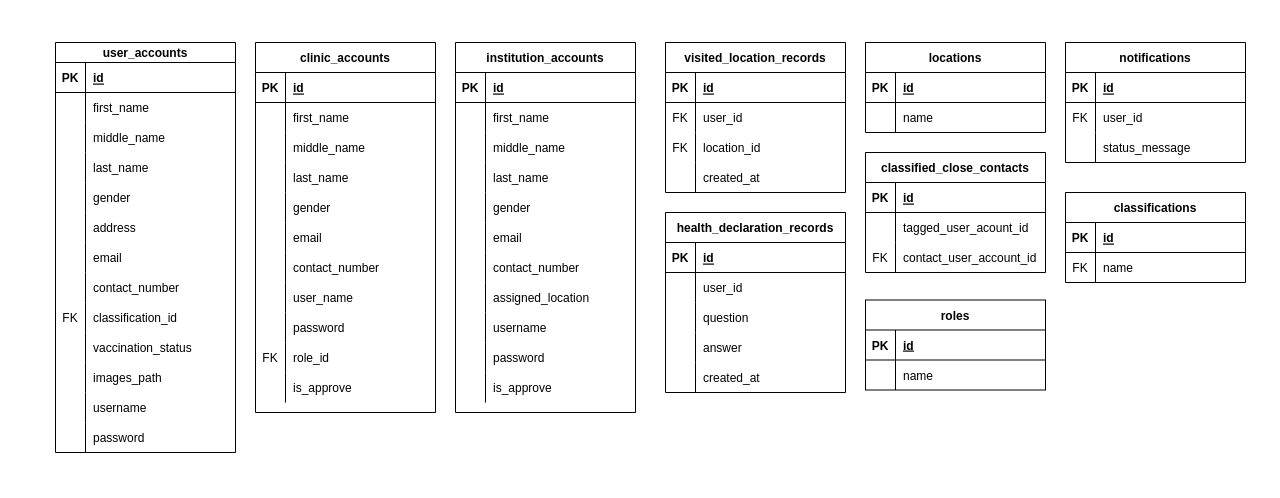 user_accounts
PK id
first_name
middle_name
last_name
gender
address
email
contact_number
FK classification_id
vaccination_status
images_path
username
password
clinic_accounts
PK id
first_name
middle_name
last_name
gender
email
contact_number
user_name
password
FK role_id
is_approve
institution_accounts
PK id
first_name
middle_name
last_name
gender
email
contact_number
assigned_location
username
password
is_approve
visited_location_records
PK id
FK user_id
FK location_id
created_at
health_declaration_records
PK id
user_id
question
answer
created_at
locations
PK id
name
classified_close_contacts
PK id
tagged_user_acount_id
FK contact_user_account_id
roles
PK id
name
notifications
PK id
FK user_id
status_message
classifications
PK id
FK name